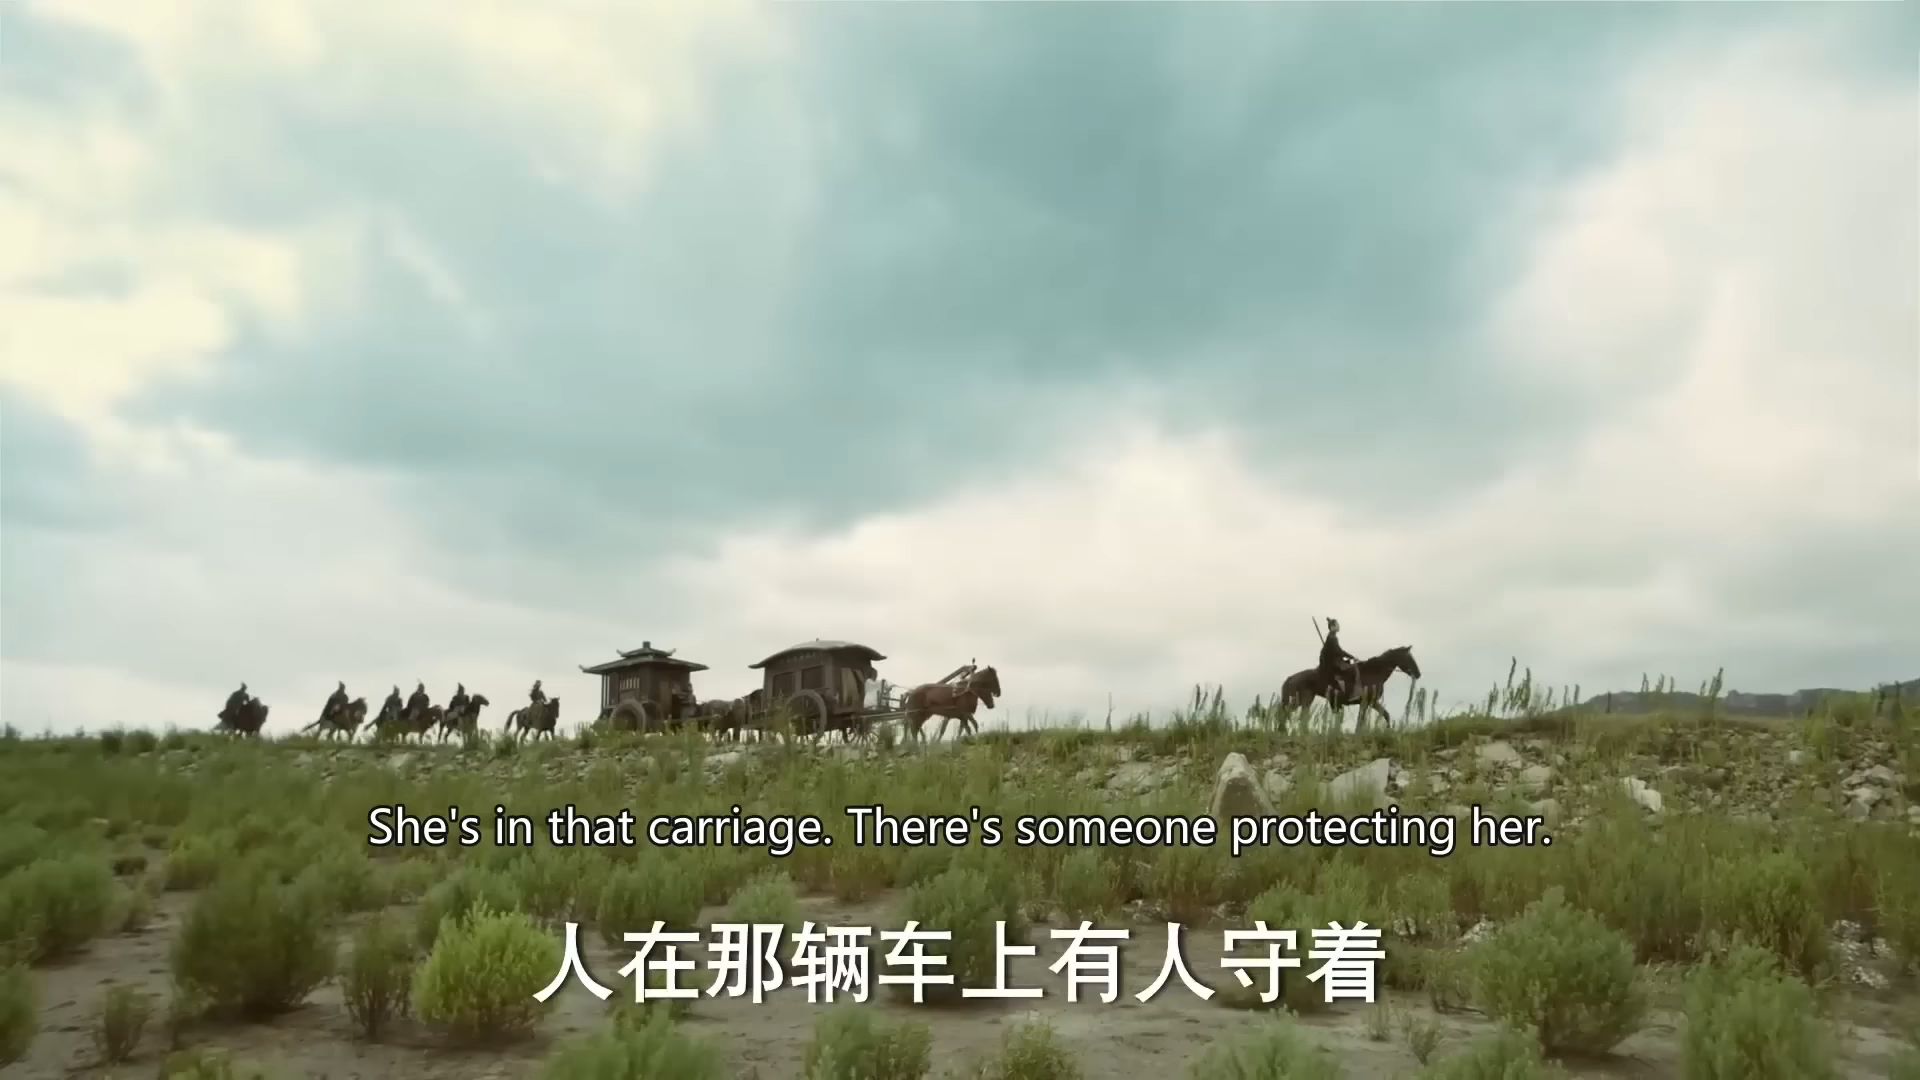 She's in that carriage. There's someone protecting her.
人在那辆车上有人守着